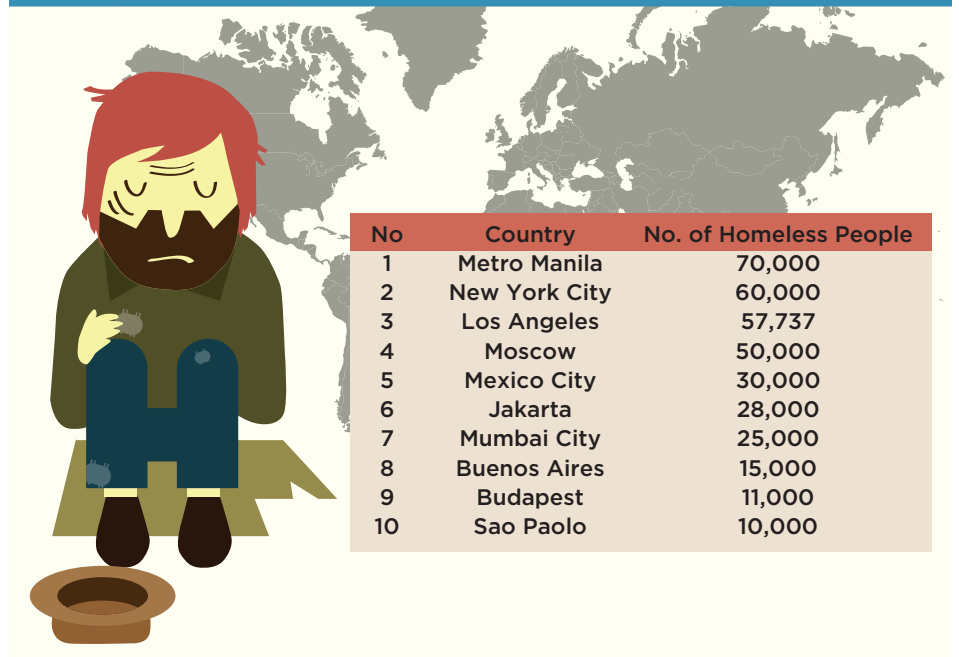 No Country No. of Homeless People
1 Metro Manila 70,000
2 New York City 60,000
3 Los Angeles 57,737
4 Moscow 50,000
5 Mexico City 30,000
6 Jakarta 28,000
7 Mumbai City 25,000
8 Buenos Aires 15,000
9 Budapest 11,000
10 Sao Paolo 10,000